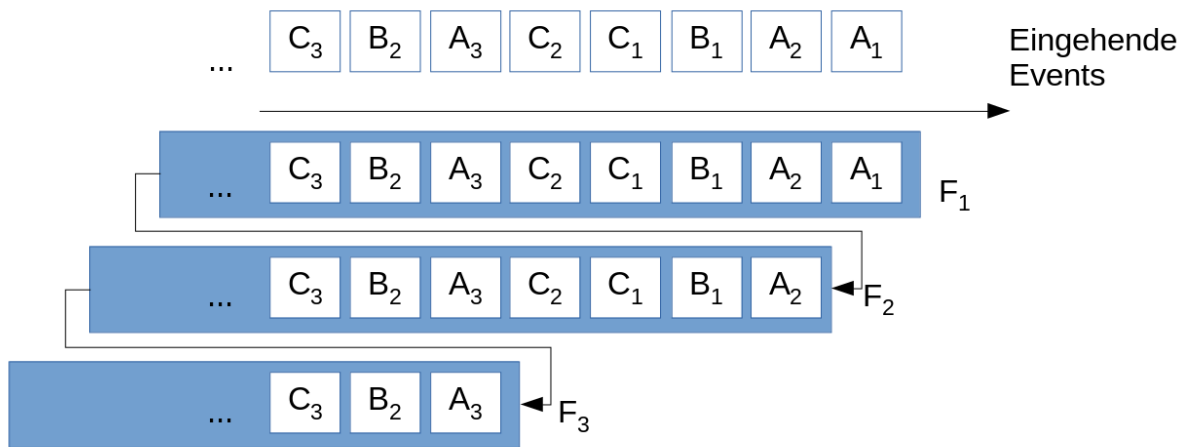 ... C₃ B₂ A₃ C₂ C₁ B₁ A₂ A₁
Eingehende
Events
... C₃ B₂ A₃ C₂ C₁ B₁ A₂ A₁
F₁
... C₃ B₂ A₃ C₂ C₁ B₁ A₂
F₂
... C₃ B₂ A₃
F₃